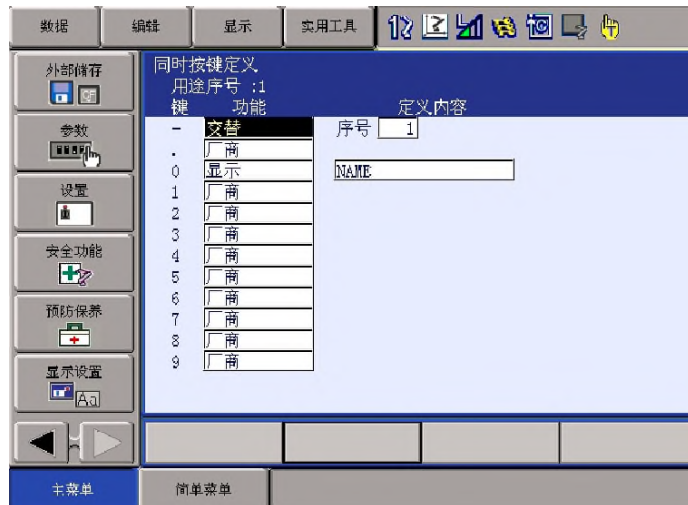 数据 编辑 显示 实用工具
外部储存
CF
参数
设置
安全功能
预防保养
显示设置
Aa
同时按键定义
用途序号 :1
键 功能 定义内容
- 交替 序号 1
. 厂商
0 显示 NAME
1 厂商
2 厂商
3 厂商
4 厂商
5 厂商
6 厂商
7 厂商
8 厂商
9 厂商
主菜单 简单菜单